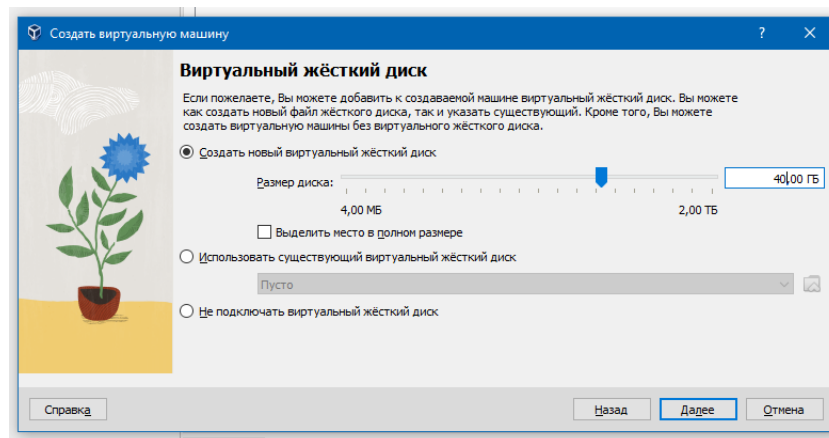 Создать виртуальную машину
Виртуальный жёсткий диск
Если пожелаете, Вы можете добавить к создаваемой машине виртуальный жёсткий диск. Вы можете
как создать новый файл жёсткого диска, так и указать существующий. Кроме того, Вы можете
создать виртуальную машины без виртуального жёсткого диска.
Создать новый виртуальный жёсткий диск
Размер диска:
40,00 ГБ
4,00 МБ
2,00 ТБ
Выделить место в полном размере
Использовать существующий виртуальный жёсткий диск
Пусто
Не подключать виртуальный жёсткий диск
Справка
Назад
Далее
Отмена